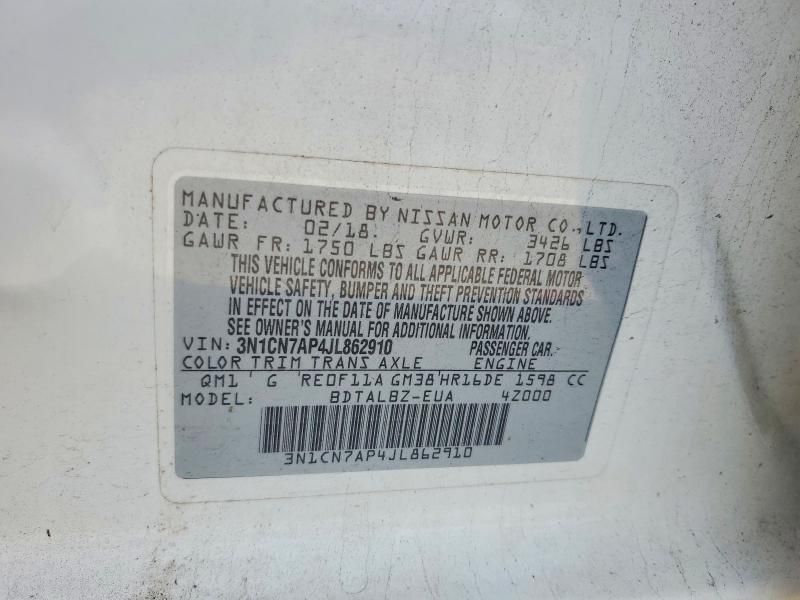 MANUFACTURED BY NISSAN MOTOR CO.,LTD.
DATE: 02/18. GVWR: 3426 LBS
GAWR FR: 1750 LBS GAWR RR: 1708 LBS
THIS VEHICLE CONFORMS TO ALL APPLICABLE FEDERAL MOTOR
VEHICLE SAFETY, BUMPER AND THEFT PREVENTION STANDARDS
IN EFFECT ON THE DATE OF MANUFACTURE SHOWN ABOVE.
SEE OWNER'S MANUAL FOR ADDITIONAL INFORMATION.
VIN: 3N1CN7AP4JL862910 PASSENGER CAR.
COLOR TRIM TRANS AXLE ENGINE
QM1 G RE0F11A GM38 HR16DE 1598 CC
MODEL: BDTALBZ-EUA 4Z000
3N1CN7AP4JL862910